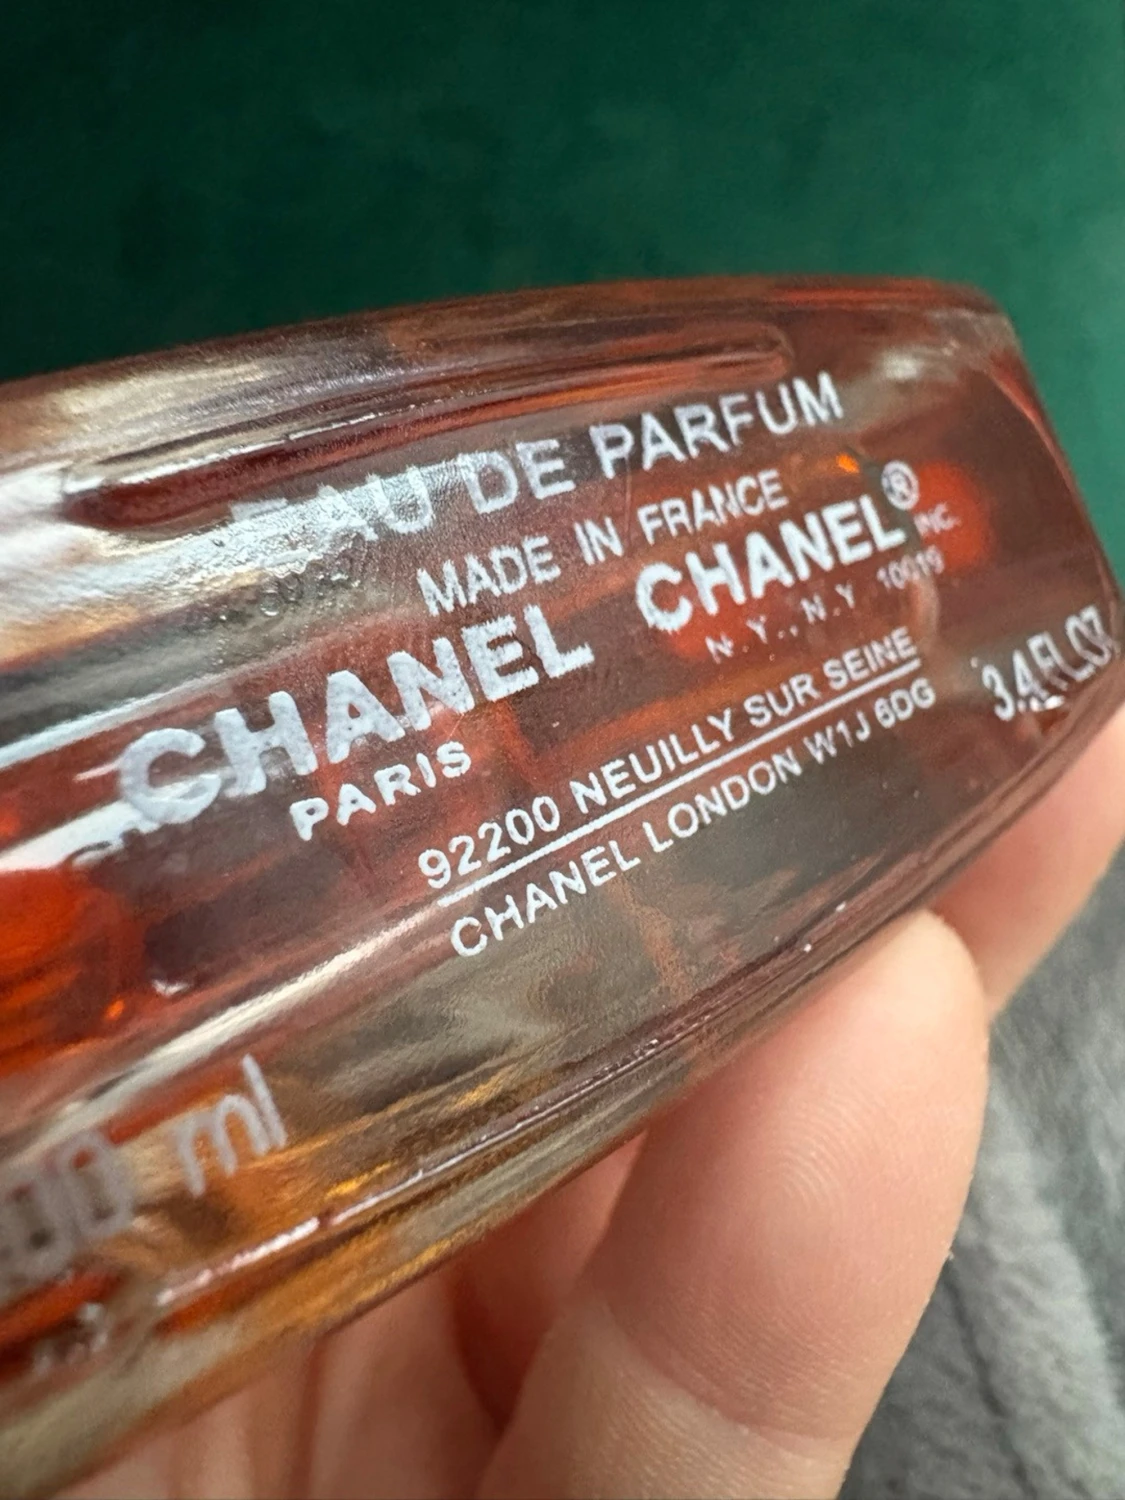 EAU DE PARFUM
MADE IN FRANCE
CHANEL CHANEL® INC.
PARIS N.Y., N.Y 10019
92200 NEUILLY SUR SEINE
CHANEL LONDON W1J 6DG
3.4 FL.OZ
ml